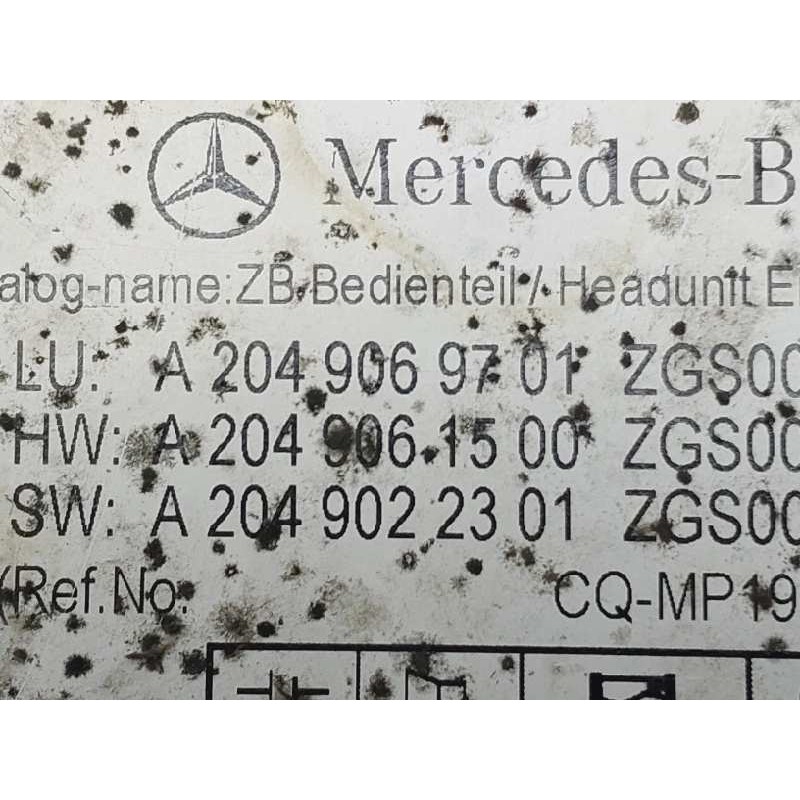 Mercedes-B
alog-name:ZB Bedienteil / Headunit E
LU: A 204 906 97 01 ZGS00
HW: A 204 906 15 00 ZGS00
SW: A 204 902 23 01 ZGS00
(Ref.No. CQ-MP19